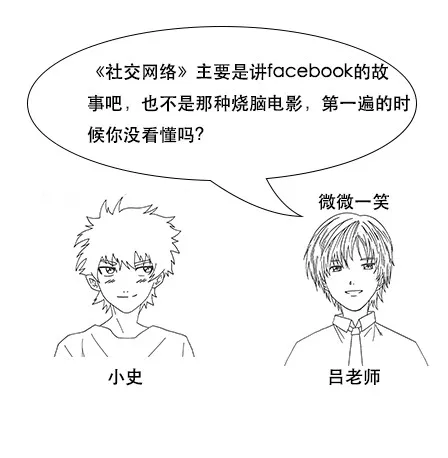 《社交网络》主要是讲facebook的故
事吧，也不是那种烧脑电影，第一遍的时
候你没看懂吗？
微微一笑
小史
吕老师